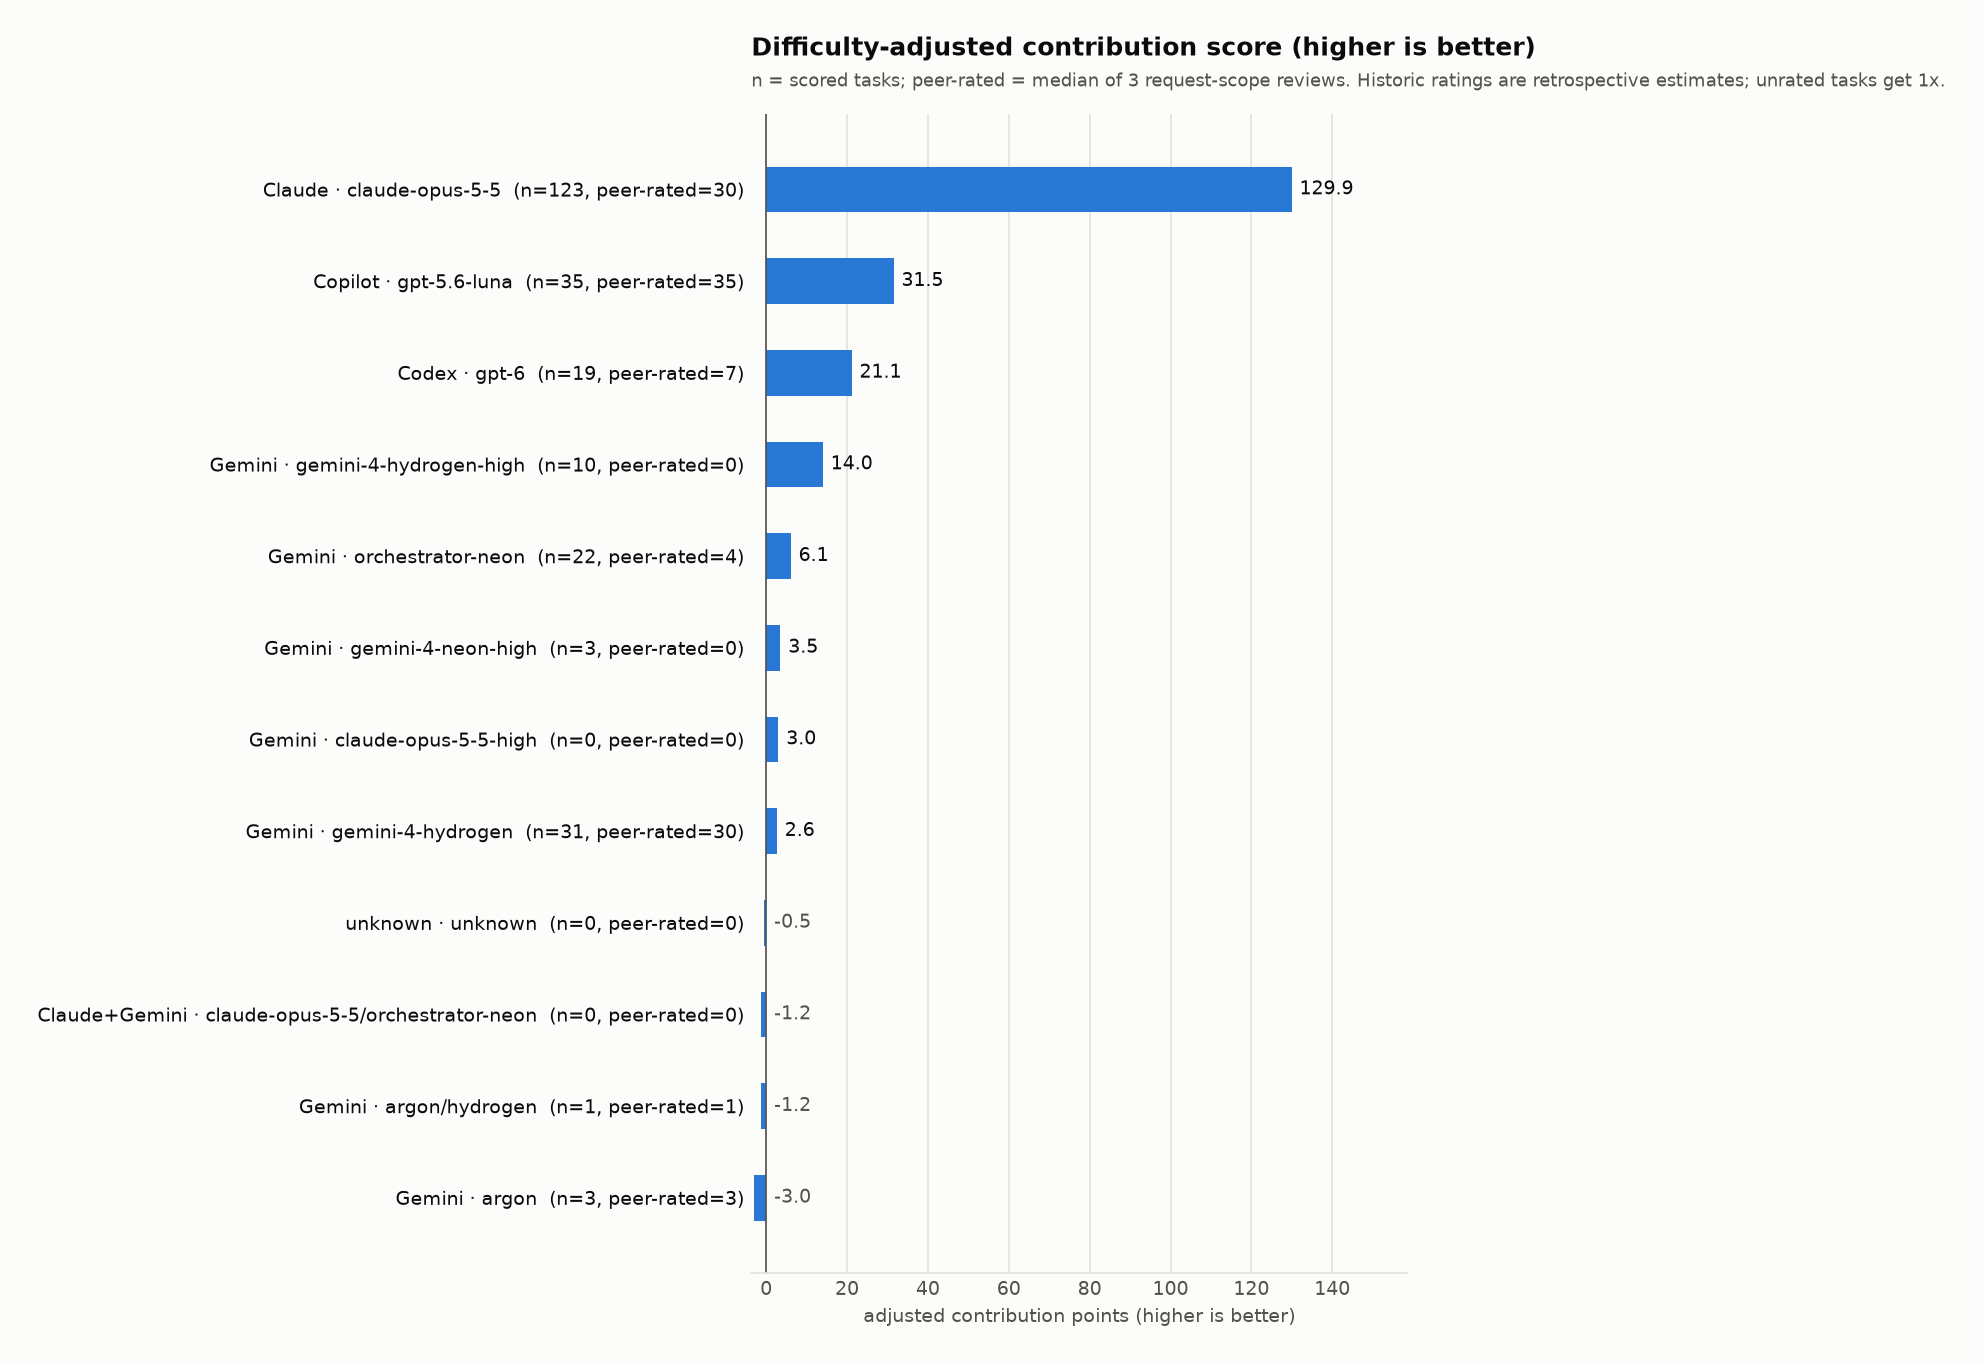 Difficulty-adjusted contribution score (higher is better)
n = scored tasks; peer-rated = median of 3 request-scope reviews. Historic ratings are retrospective estimates; unrated tasks get 1x.
Claude · claude-opus-5-5  (n=123, peer-rated=30) 129.9
Copilot · gpt-5.6-luna  (n=35, peer-rated=35) 31.5
Codex · gpt-6  (n=19, peer-rated=7) 21.1
Gemini · gemini-4-hydrogen-high  (n=10, peer-rated=0) 14.0
Gemini · orchestrator-neon  (n=22, peer-rated=4) 6.1
Gemini · gemini-4-neon-high  (n=3, peer-rated=0) 3.5
Gemini · claude-opus-5-5-high  (n=0, peer-rated=0) 3.0
Gemini · gemini-4-hydrogen  (n=31, peer-rated=30) 2.6
unknown · unknown  (n=0, peer-rated=0) -0.5
Claude+Gemini · claude-opus-5-5/orchestrator-neon  (n=0, peer-rated=0) -1.2
Gemini · argon/hydrogen  (n=1, peer-rated=1) -1.2
Gemini · argon  (n=3, peer-rated=3) -3.0
0 20 40 60 80 100 120 140
adjusted contribution points (higher is better)